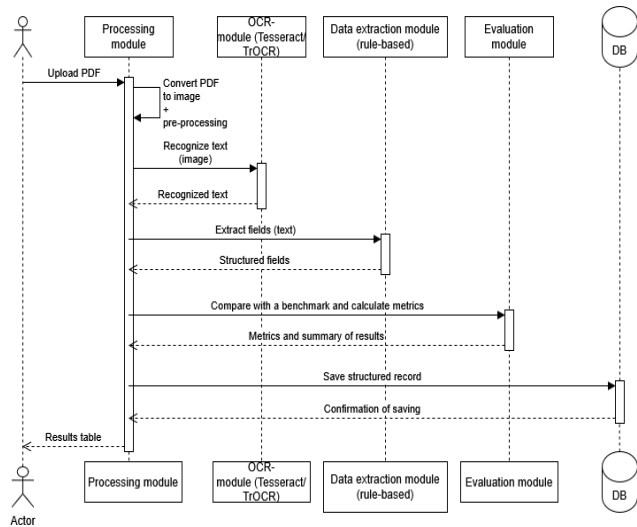 Processing
module
OCR-
module (Tesseract/
TrOCR)
Data extraction module
(rule-based)
Evaluation
module
DB
Upload PDF
Convert PDF
to image
+
pre-processing
Recognize text
(image)
Recognized text
Extract fields (text)
Structured fields
Compare with a benchmark and calculate metrics
Metrics and summary of results
Save structured record
Confirmation of saving
Results table
Processing module
OCR-
module (Tesseract/
TrOCR)
Data extraction module
(rule-based)
Evaluation module
DB
Actor